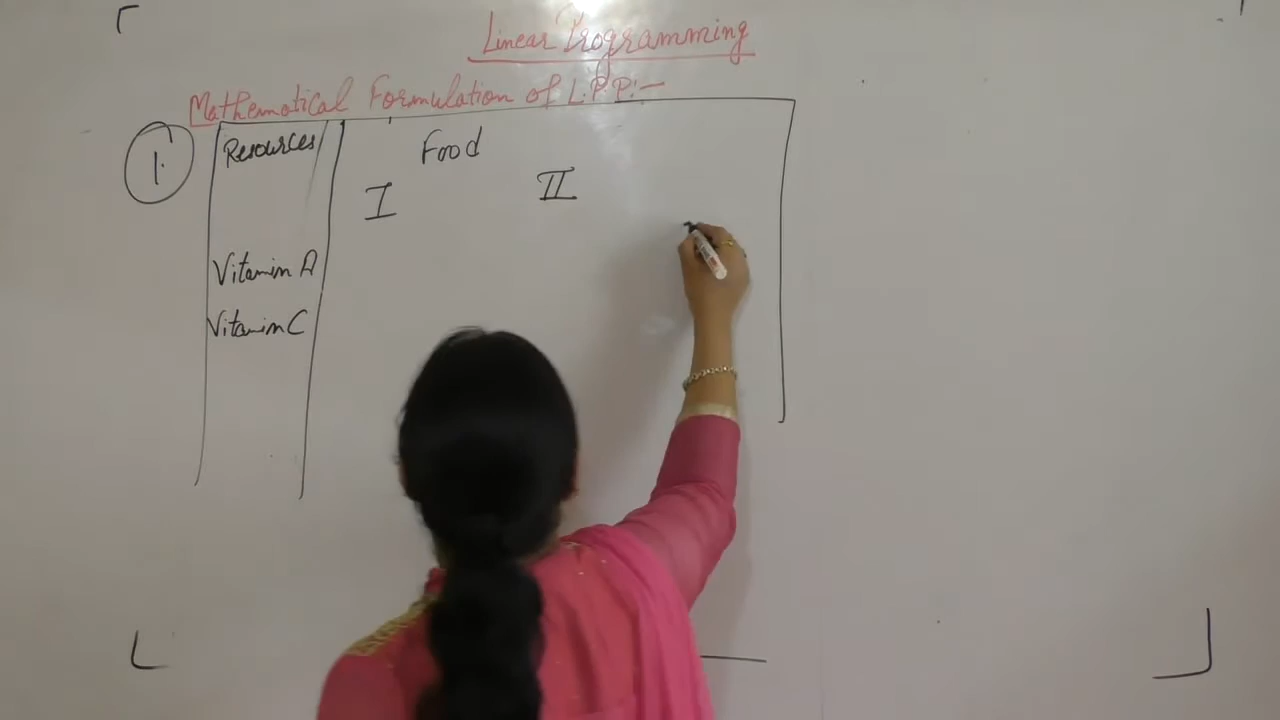 Linear Programming
Mathematical Formulation of L.P.P:-
1.
Resources
Food
I
II
Vitamin A
Vitamin C